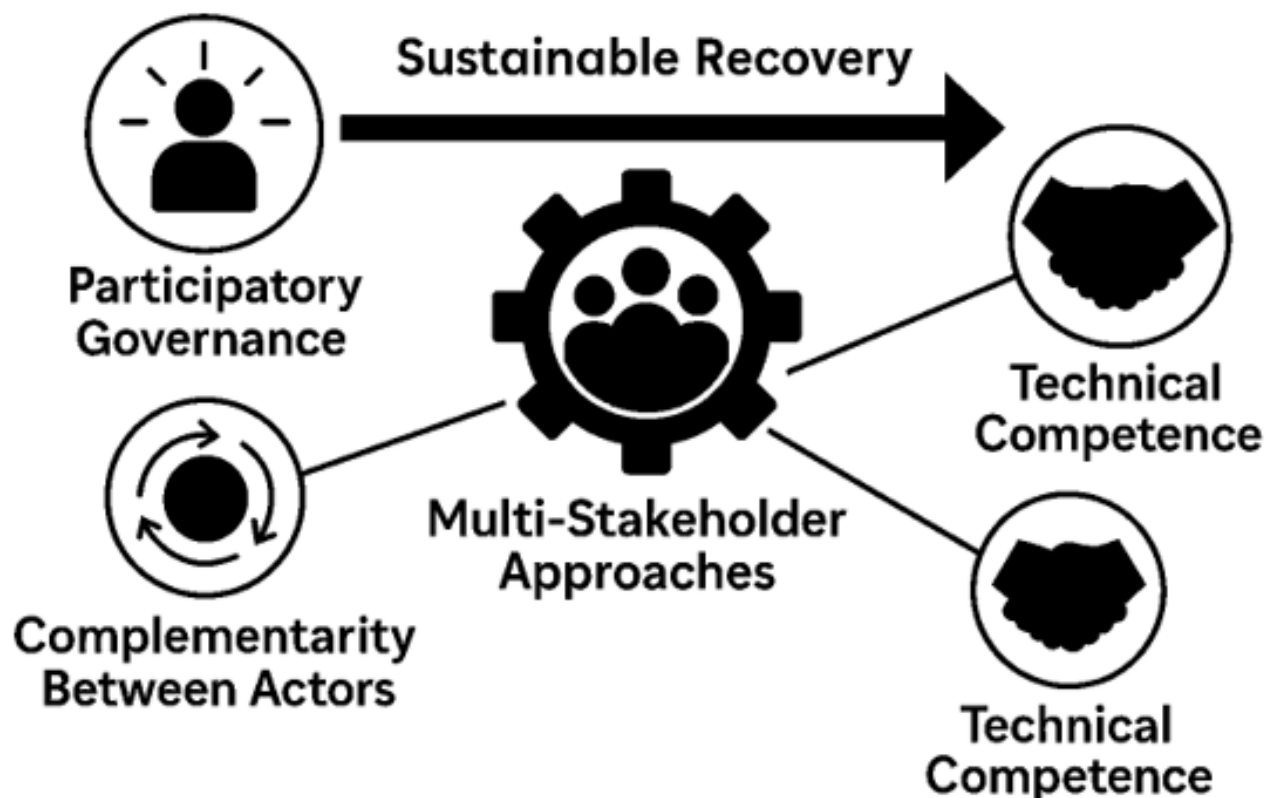 Sustainable Recovery
Participatory
Governance
Technical
Competence
Multi-Stakeholder
Approaches
Complementarity
Between Actors
Technical
Competence